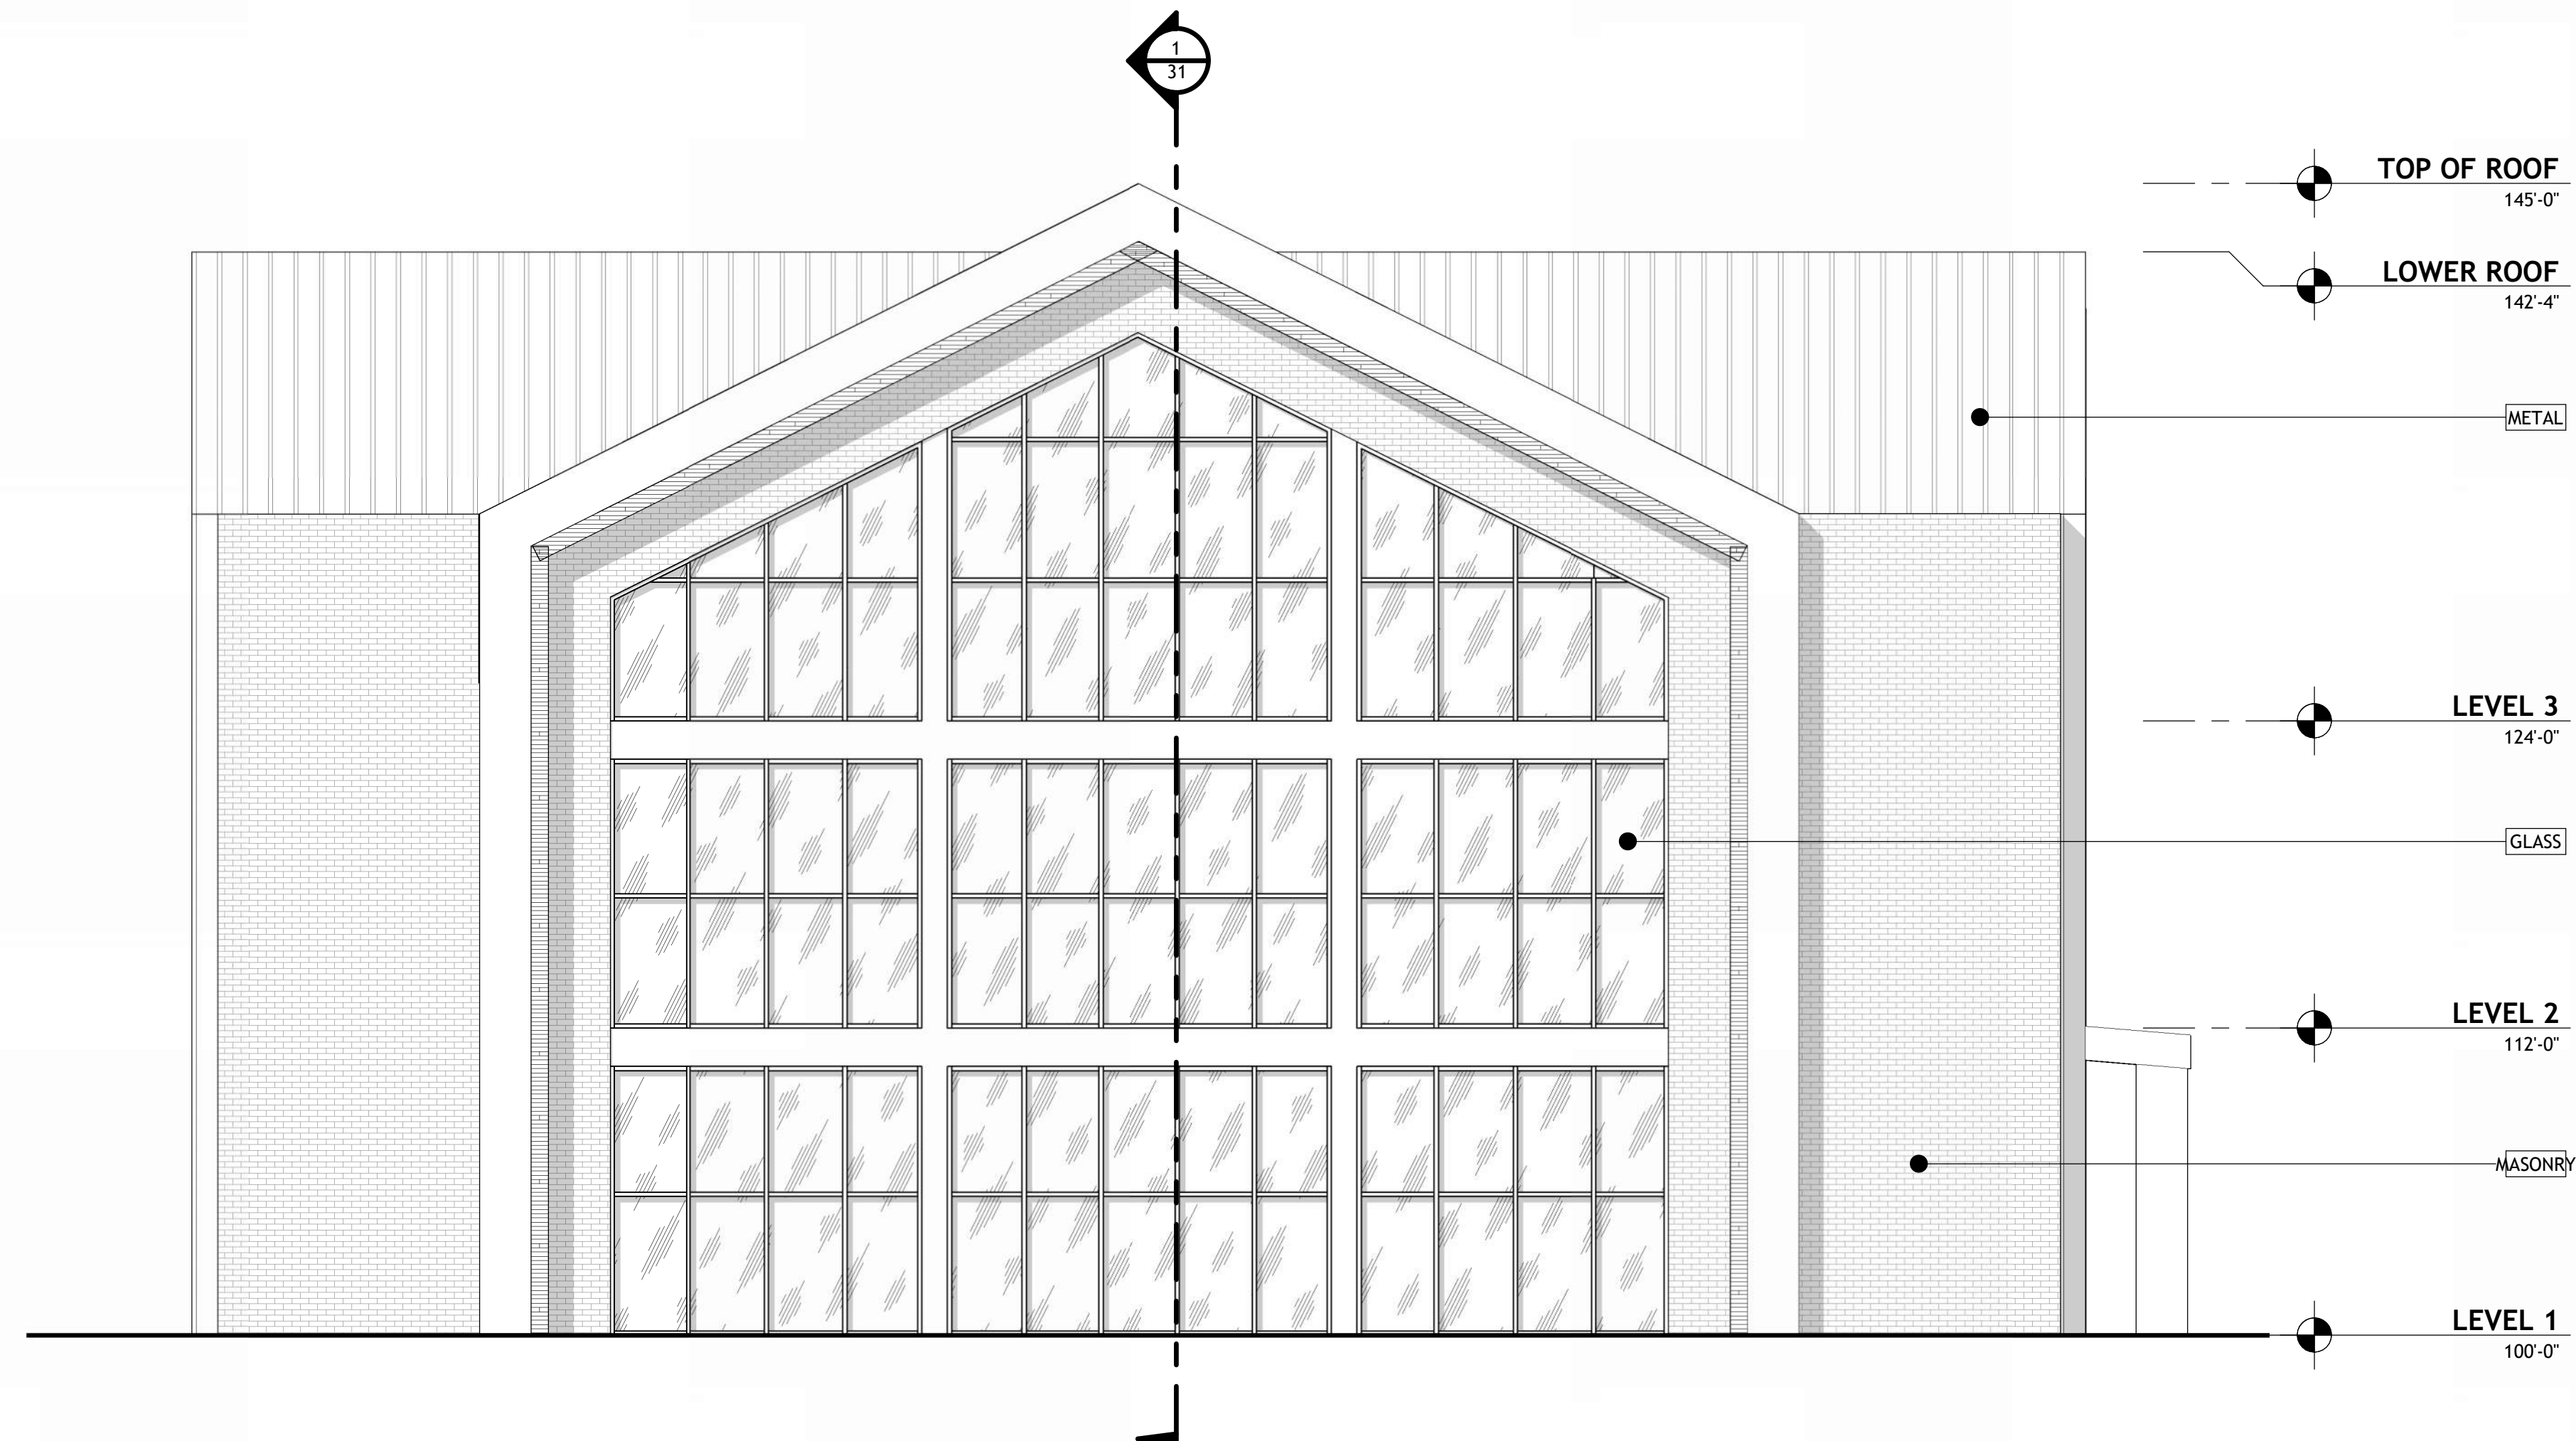 1
31
TOP OF ROOF
145'-0"
LOWER ROOF
142'-4"
METAL
LEVEL 3
124'-0"
GLASS
LEVEL 2
112'-0"
MASONRY
LEVEL 1
100'-0"